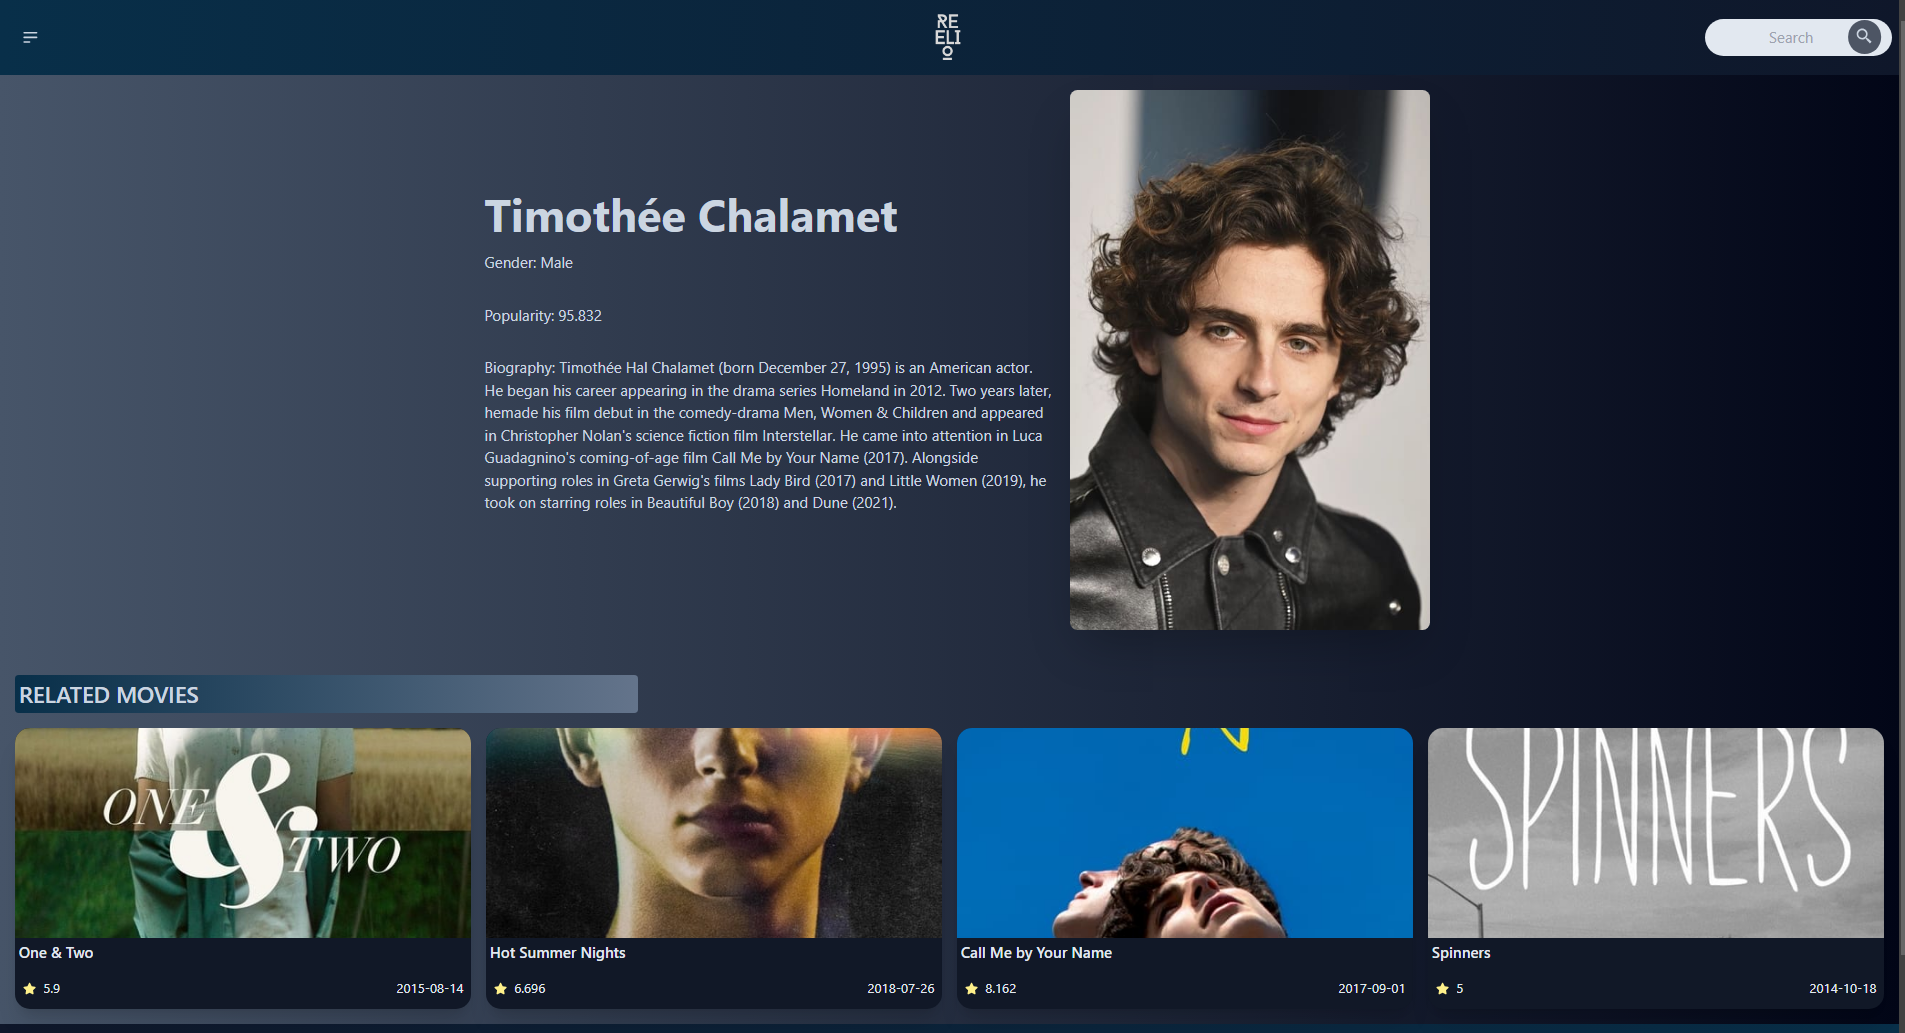 RE
ELI
O
Search
Timothée Chalamet
Gender: Male
Popularity: 95.832
Biography: Timothée Hal Chalamet (born December 27, 1995) is an American actor.
He began his career appearing in the drama series Homeland in 2012. Two years later,
hemade his film debut in the comedy-drama Men, Women & Children and appeared
in Christopher Nolan's science fiction film Interstellar. He came into attention in Luca
Guadagnino's coming-of-age film Call Me by Your Name (2017). Alongside
supporting roles in Greta Gerwig's films Lady Bird (2017) and Little Women (2019), he
took on starring roles in Beautiful Boy (2018) and Dune (2021).
RELATED MOVIES
ONE & TWO
One & Two
5.9 2015-08-14
Hot Summer Nights
6.696 2018-07-26
Call Me by Your Name
8.162 2017-09-01
SPINNERS
Spinners
5 2014-10-18